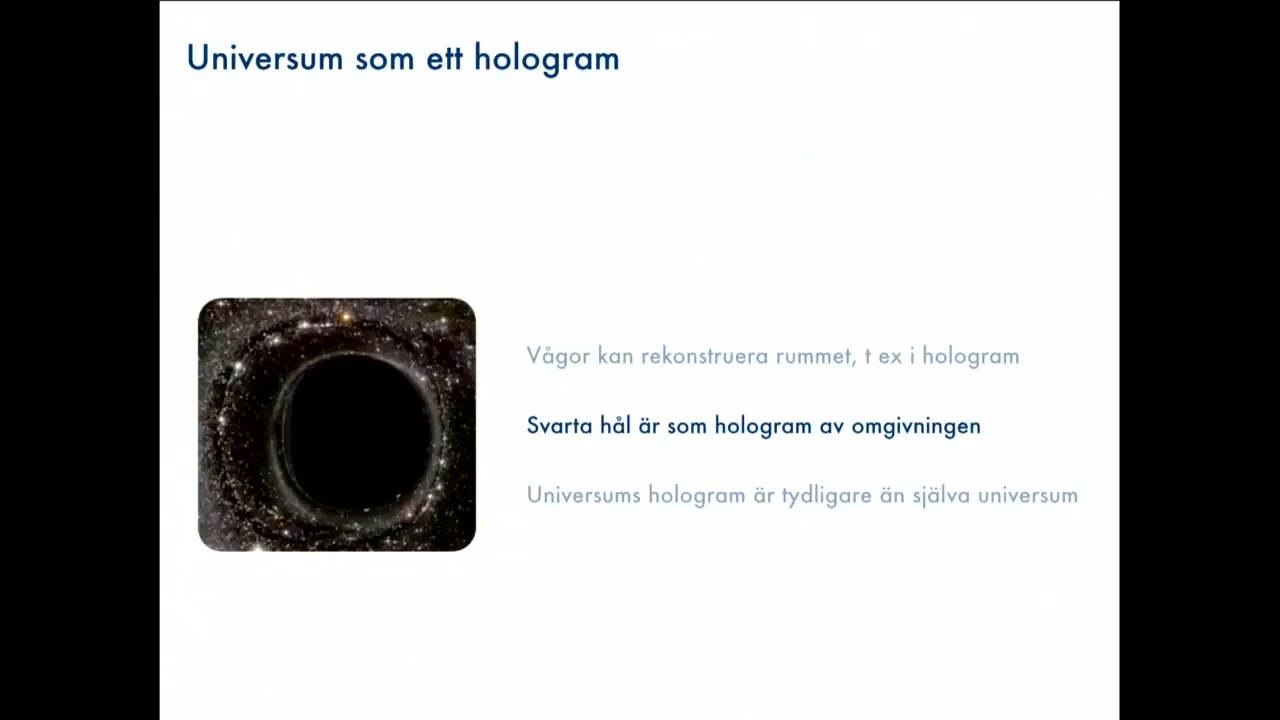 Universum som ett hologram
Vågor kan rekonstruera rummet, t ex i hologram
Svarta hål är som hologram av omgivningen
Universums hologram är tydligare än själva universum